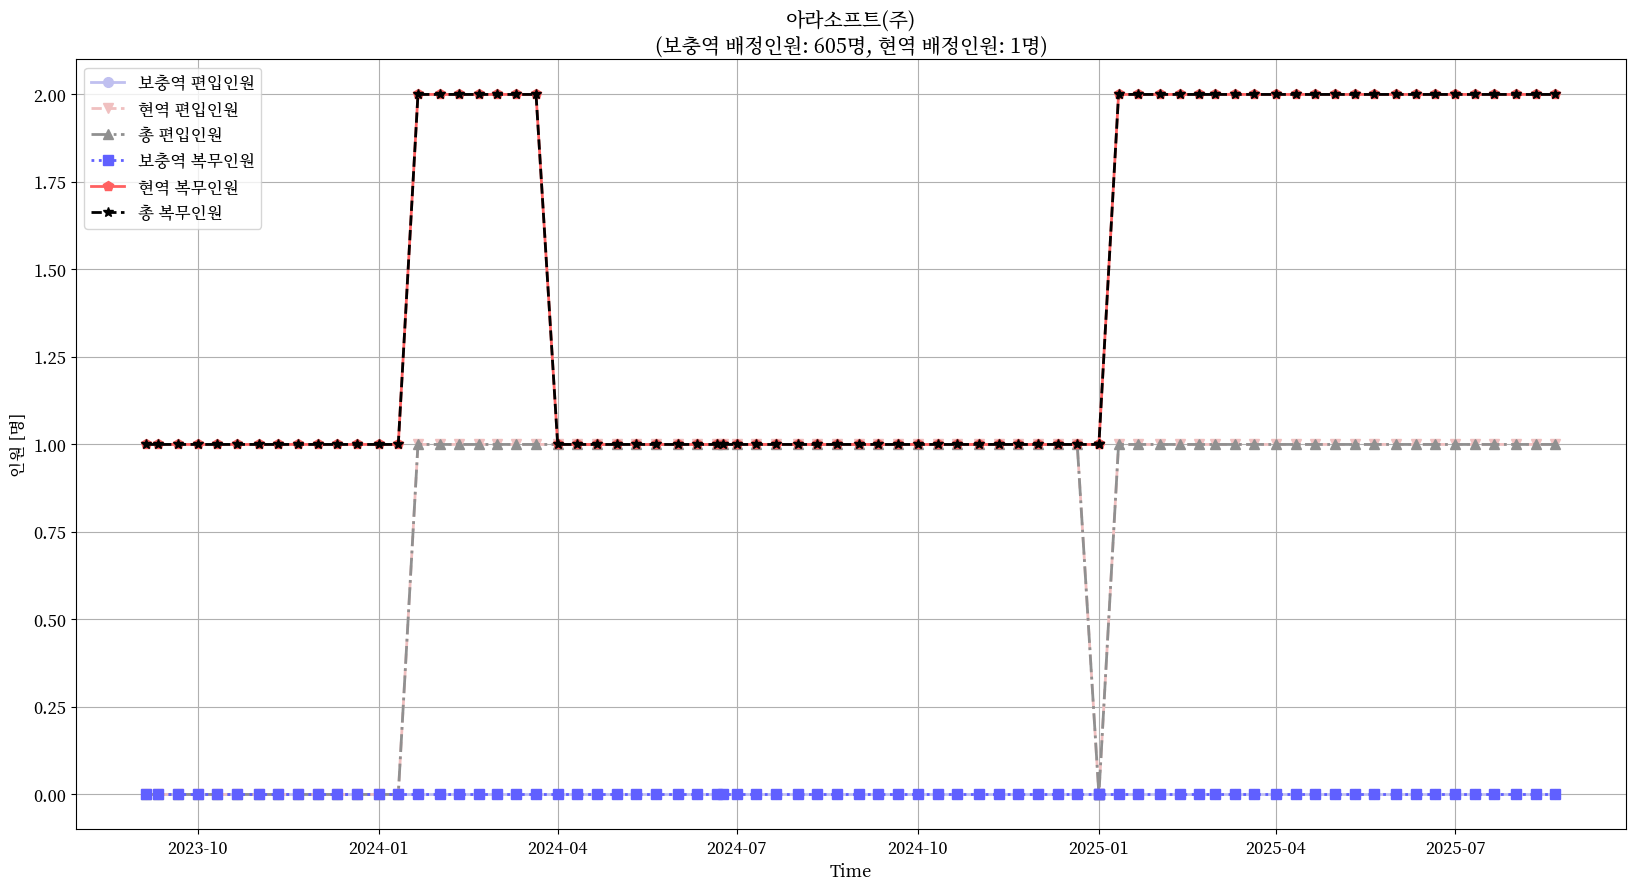 아라소프트(주)
(보충역 배정인원: 605명, 현역 배정인원: 1명)
보충역 편입인원
현역 편입인원
총 편입인원
보충역 복무인원
현역 복무인원
총 복무인원
2.00
1.75
1.50
1.25
1.00
0.75
0.50
0.25
0.00
인원 [명]
2023-10 2024-01 2024-04 2024-07 2024-10 2025-01 2025-04 2025-07
Time